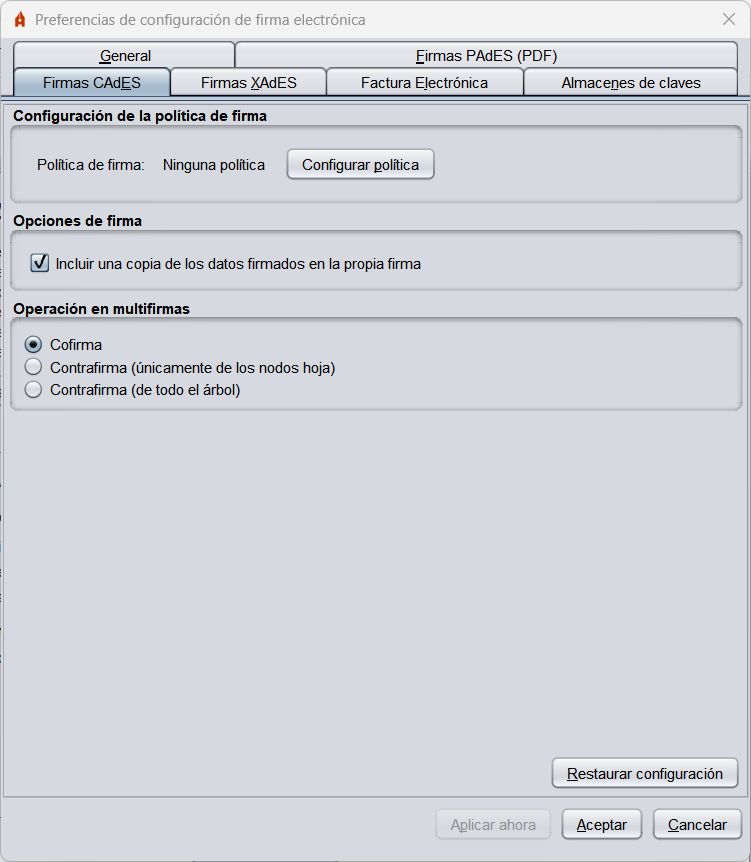 Preferencias de configuración de firma electrónica
General
Firmas PAdES (PDF)
Firmas CAdES
Firmas XAdES
Factura Electrónica
Almacenes de claves
Configuración de la política de firma
Política de firma: Ninguna política Configurar política
Opciones de firma
Incluir una copia de los datos firmados en la propia firma
Operación en multifirmas
Cofirma
Contrafirma (únicamente de los nodos hoja)
Contrafirma (de todo el árbol)
Restaurar configuración
Aplicar ahora
Aceptar
Cancelar